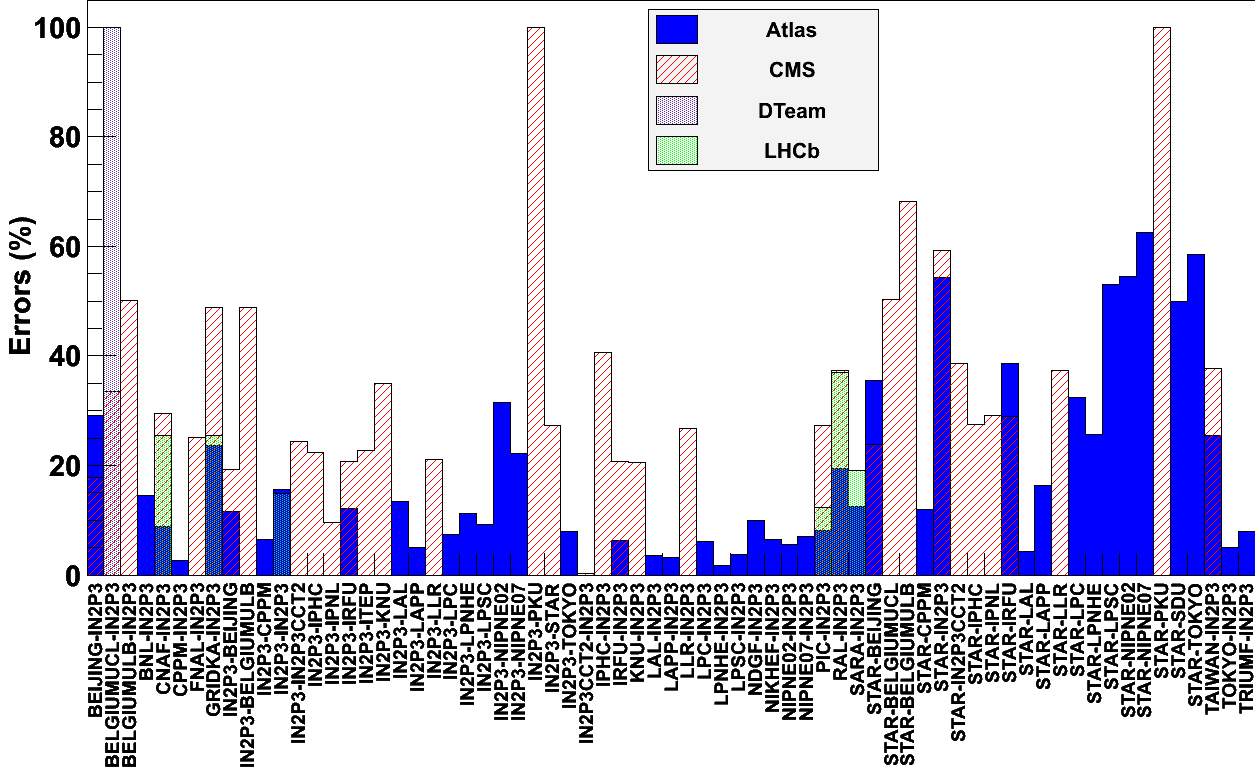 Errors (%)
100
80
60
40
20
0
Atlas
CMS
DTeam
LHCb
BEIJING-IN2P3
BELGIUMUCL-IN2P3
BELGIUMULB-IN2P3
BNL-IN2P3
CNAF-IN2P3
CPPM-IN2P3
FNAL-IN2P3
GRIDKA-IN2P3
IN2P3-BEIJING
IN2P3-BELGIUMULB
IN2P3-CPPM
IN2P3-IN2P3
IN2P3-IN2P3CCT2
IN2P3-IPHC
IN2P3-IPNL
IN2P3-IRFU
IN2P3-ITEP
IN2P3-KNU
IN2P3-LAL
IN2P3-LAPP
IN2P3-LLR
IN2P3-LPC
IN2P3-LPNHE
IN2P3-LPSC
IN2P3-NIPNE02
IN2P3-NIPNE07
IN2P3-PKU
IN2P3-STAR
IN2P3-TOKYO
IN2P3CCT2-IN2P3
IPHC-IN2P3
IRFU-IN2P3
KNU-IN2P3
LAL-IN2P3
LAPP-IN2P3
LLR-IN2P3
LPC-IN2P3
LPNHE-IN2P3
LPSC-IN2P3
NDGF-IN2P3
NIKHEF-IN2P3
NIPNE02-IN2P3
NIPNE07-IN2P3
PIC-IN2P3
RAL-IN2P3
SARA-IN2P3
STAR-BEIJING
STAR-BELGIUMUCL
STAR-BELGIUMULB
STAR-CPPM
STAR-IN2P3
STAR-IN2P3CCT2
STAR-IPHC
STAR-IPNL
STAR-IRFU
STAR-LAL
STAR-LAPP
STAR-LLR
STAR-LPC
STAR-LPNHE
STAR-LPSC
STAR-NIPNE02
STAR-NIPNE07
STAR-PKU
STAR-SDU
STAR-TOKYO
TAIWAN-IN2P3
TOKYO-IN2P3
TRIUMF-IN2P3